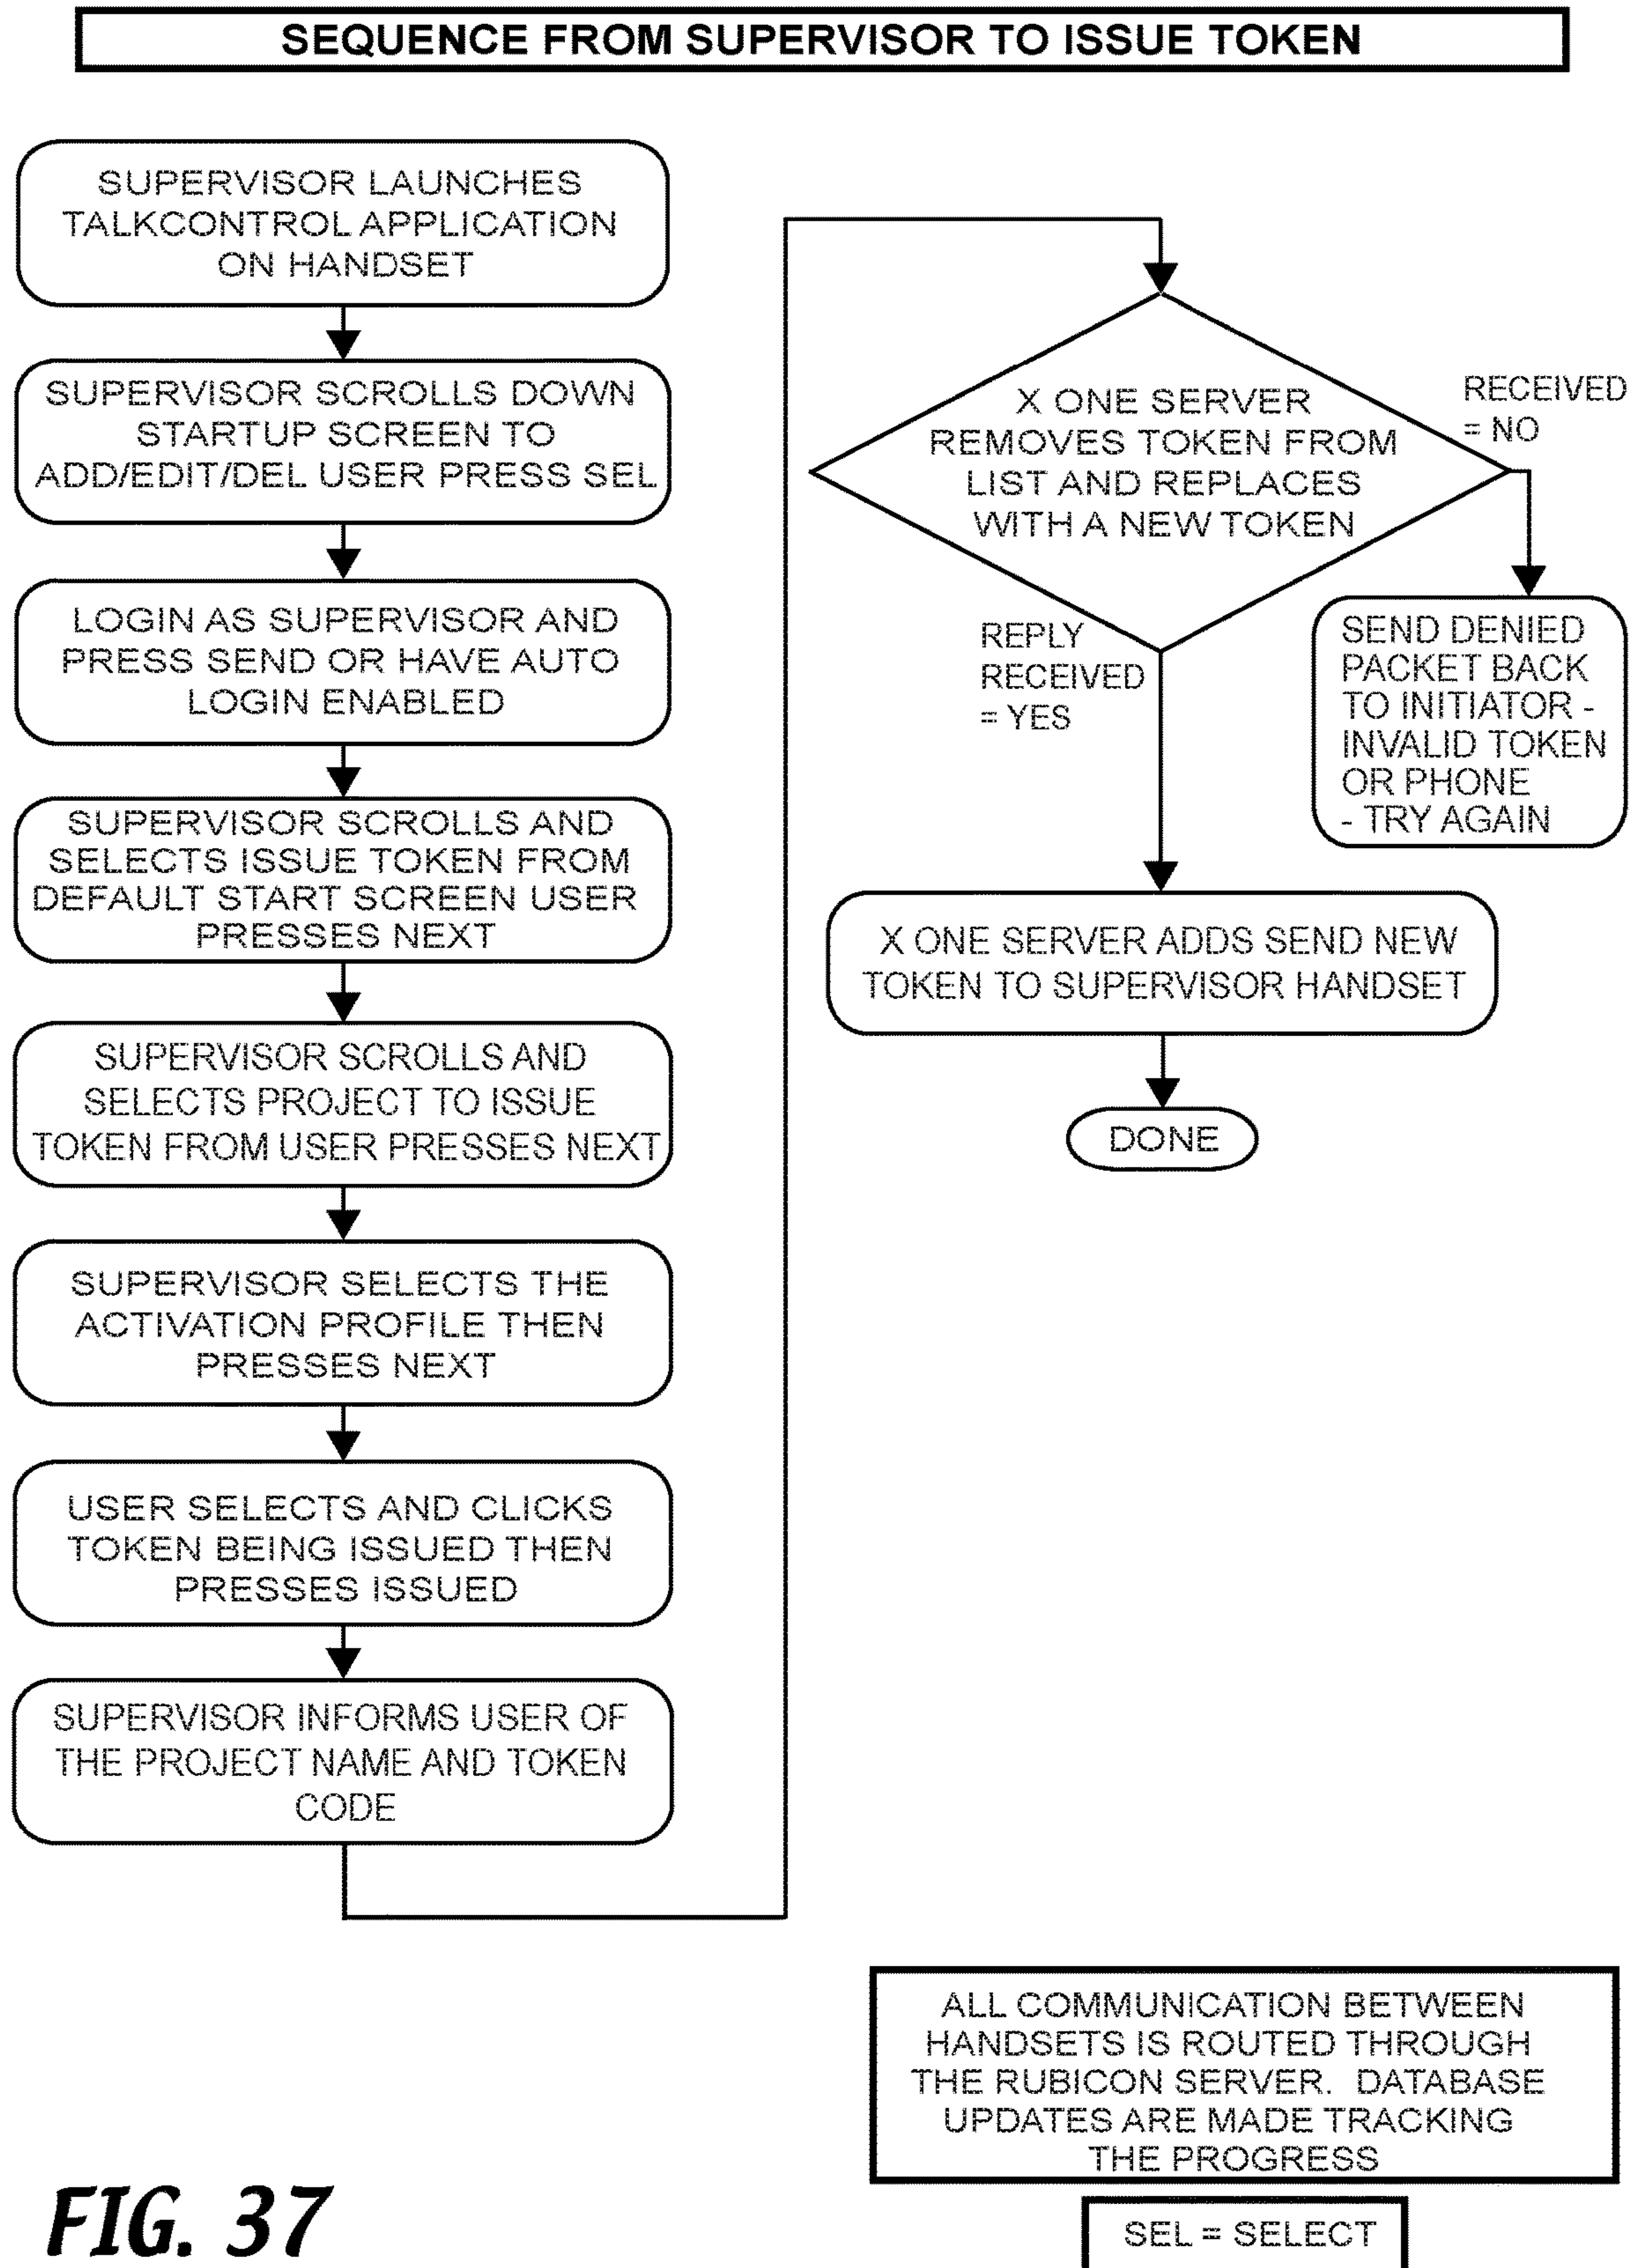 SEQUENCE FROM SUPERVISOR TO ISSUE TOKEN
SUPERVISOR LAUNCHES
TALKCONTROL APPLICATION
ON HANDSET
SUPERVISOR SCROLLS DOWN
STARTUP SCREEN TO
ADD/EDIT/DEL USER PRESS SEL
LOGIN AS SUPERVISOR AND
PRESS SEND OR HAVE AUTO
LOGIN ENABLED
SUPERVISOR SCROLLS AND
SELECTS ISSUE TOKEN FROM
DEFAULT START SCREEN USER
PRESSES NEXT
SUPERVISOR SCROLLS AND
SELECTS PROJECT TO ISSUE
TOKEN FROM USER PRESSES NEXT
SUPERVISOR SELECTS THE
ACTIVATION PROFILE THEN
PRESSES NEXT
USER SELECTS AND CLICKS
TOKEN BEING ISSUED THEN
PRESSES ISSUED
SUPERVISOR INFORMS USER OF
THE PROJECT NAME AND TOKEN
CODE
X ONE SERVER
REMOVES TOKEN FROM
LIST AND REPLACES
WITH A NEW TOKEN
RECEIVED
= NO
SEND DENIED
PACKET BACK
TO INITIATOR -
INVALID TOKEN
OR PHONE
- TRY AGAIN
REPLY
RECEIVED
= YES
X ONE SERVER ADDS SEND NEW
TOKEN TO SUPERVISOR HANDSET
DONE
ALL COMMUNICATION BETWEEN
HANDSETS IS ROUTED THROUGH
THE RUBICON SERVER. DATABASE
UPDATES ARE MADE TRACKING
THE PROGRESS
SEL = SELECT
FIG. 37